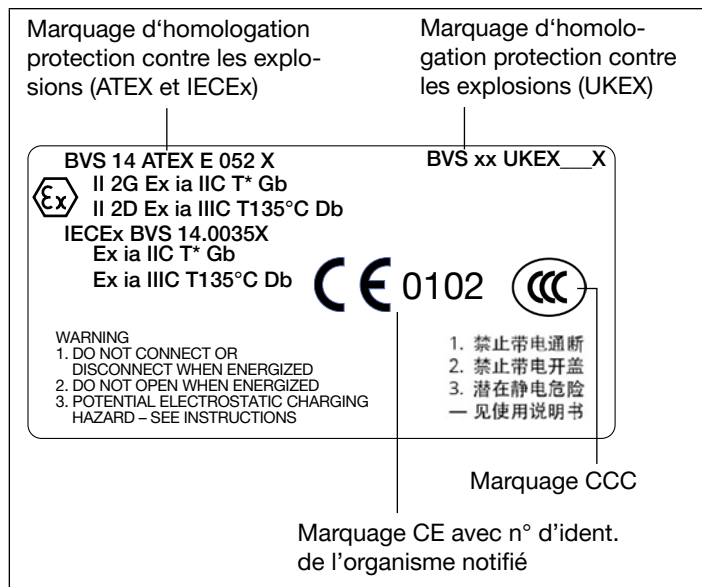 Marquage d‘homologation
protection contre les explo-
sions (ATEX et IECEx)
Marquage d‘homolo-
gation protection contre
les explosions (UKEX)
BVS 14 ATEX E 052 X
BVS xx UKEX___X
Ex
II 2G Ex ia IIC T* Gb
II 2D Ex ia IIIC T135°C Db
IECEx BVS 14.0035X
Ex ia IIC T* Gb
Ex ia IIIC T135°C Db
CE 0102
CCC
WARNING
1. DO NOT CONNECT OR
DISCONNECT WHEN ENERGIZED
2. DO NOT OPEN WHEN ENERGIZED
3. POTENTIAL ELECTROSTATIC CHARGING
HAZARD – SEE INSTRUCTIONS
1. 禁止带电通断
2. 禁止带电开盖
3. 潜在静电危险
— 见使用说明书
Marquage CCC
Marquage CE avec n° d’ident.
de l’organisme notifié